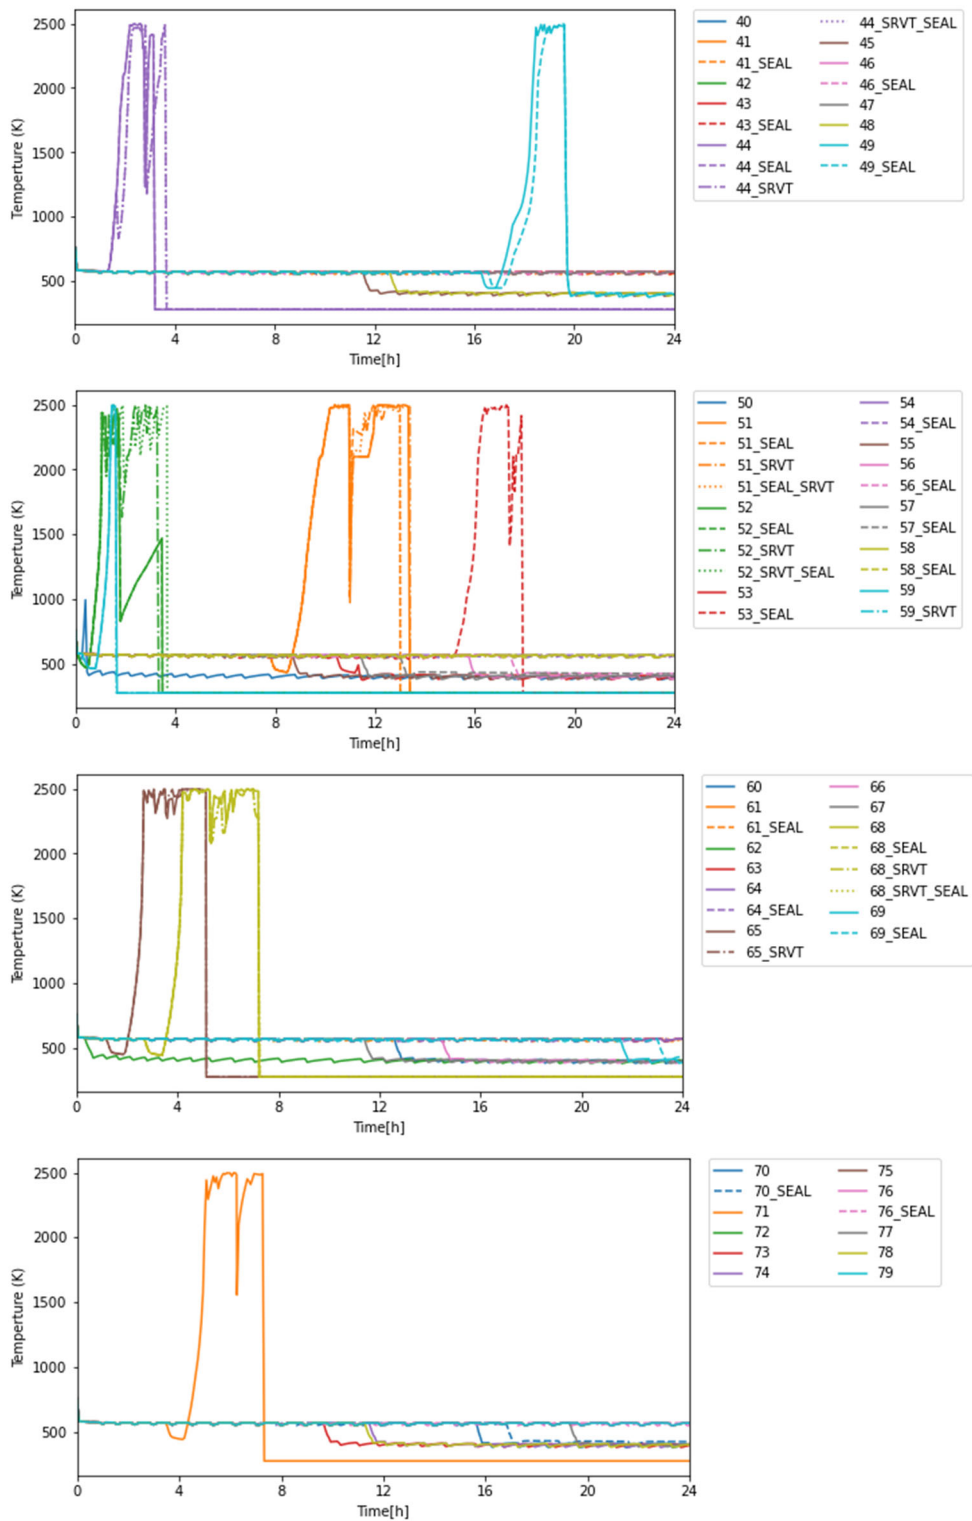 2500
2000
1500
1000
500
Temperture (K)
0 4 8 12 16 20 24
Time[h]
40
41
41_SEAL
42
43
43_SEAL
44
44_SEAL
44_SRVT
44_SRVT_SEAL
45
46
46_SEAL
47
48
49
49_SEAL
2500
2000
1500
1000
500
Temperture (K)
0 4 8 12 16 20 24
Time[h]
50
51
51_SEAL
51_SRVT
51_SEAL_SRVT
52
52_SEAL
52_SRVT
52_SRVT_SEAL
53
53_SEAL
54
54_SEAL
55
56
56_SEAL
57
57_SEAL
58
58_SEAL
59
59_SRVT
2500
2000
1500
1000
500
Temperture (K)
0 4 8 12 16 20 24
Time[h]
60
61
61_SEAL
62
63
64
64_SEAL
65
65_SRVT
66
67
68
68_SEAL
68_SRVT
68_SRVT_SEAL
69
69_SEAL
2500
2000
1500
1000
500
Temperture (K)
0 4 8 12 16 20 24
Time[h]
70
70_SEAL
71
72
73
74
75
76
76_SEAL
77
78
79